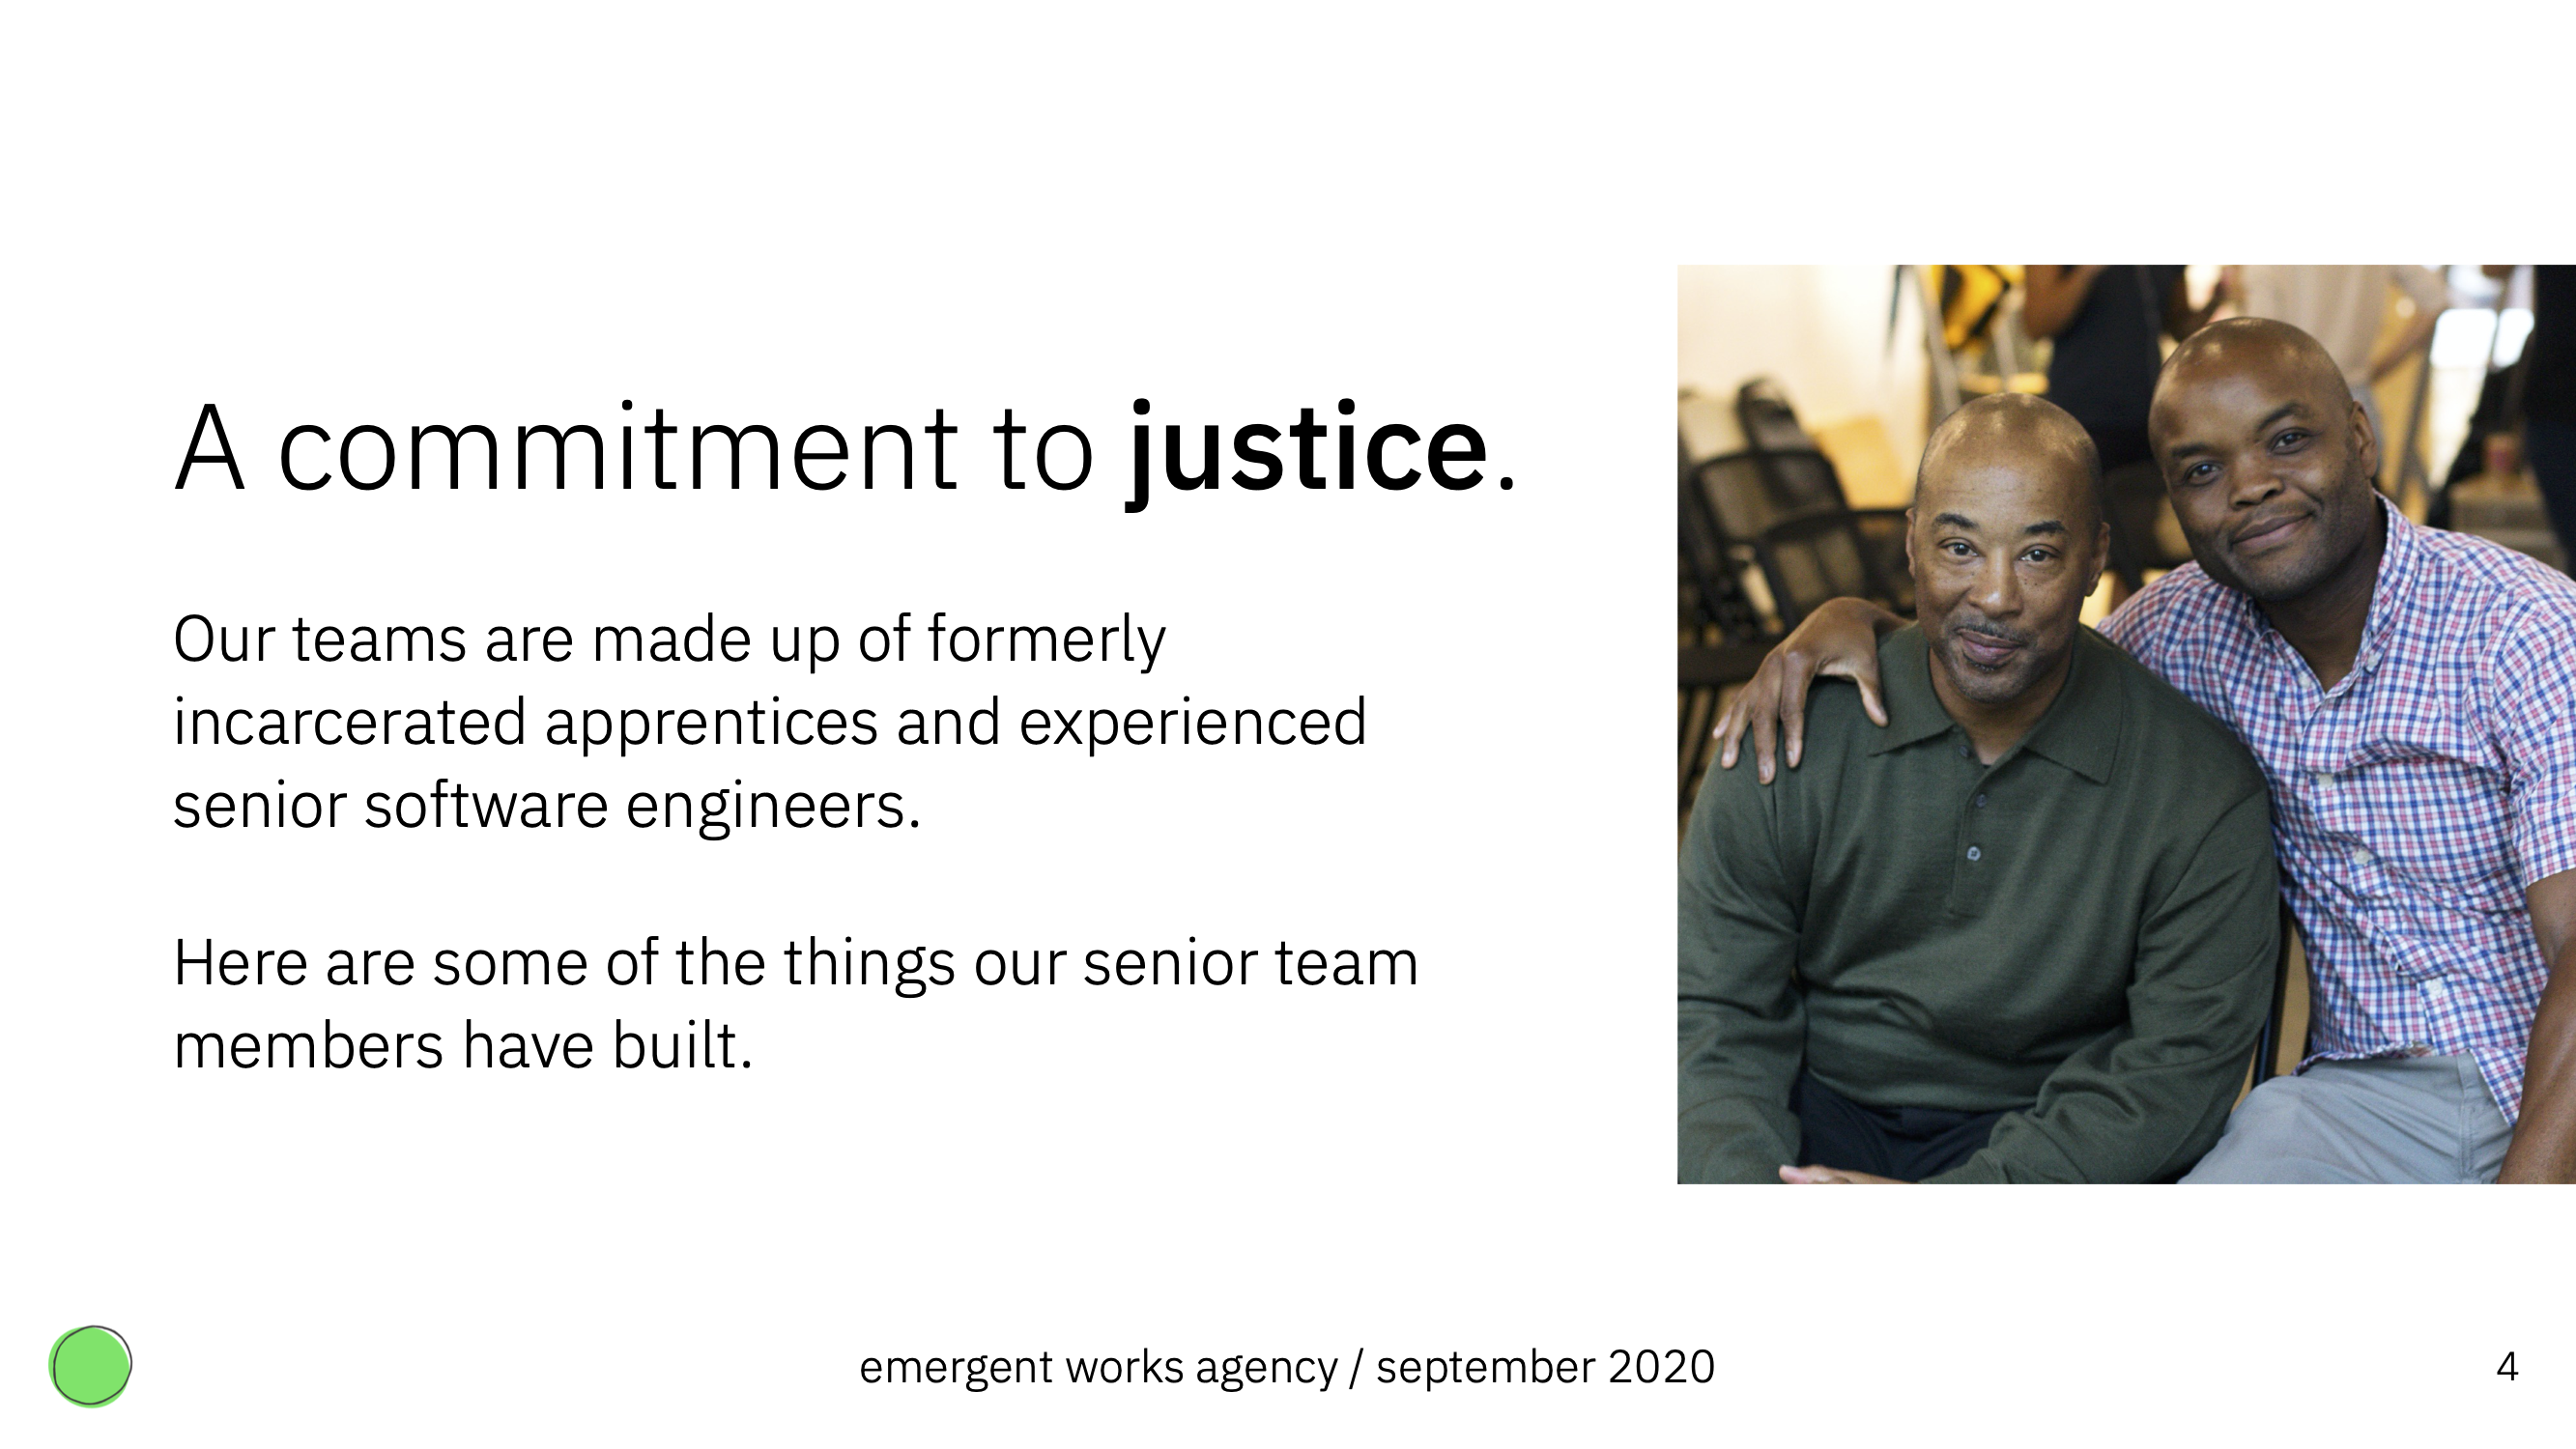 A commitment to justice.
Our teams are made up of formerly
incarcerated apprentices and experienced
senior software engineers.
Here are some of the things our senior team
members have built.
emergent works agency / september 2020
4